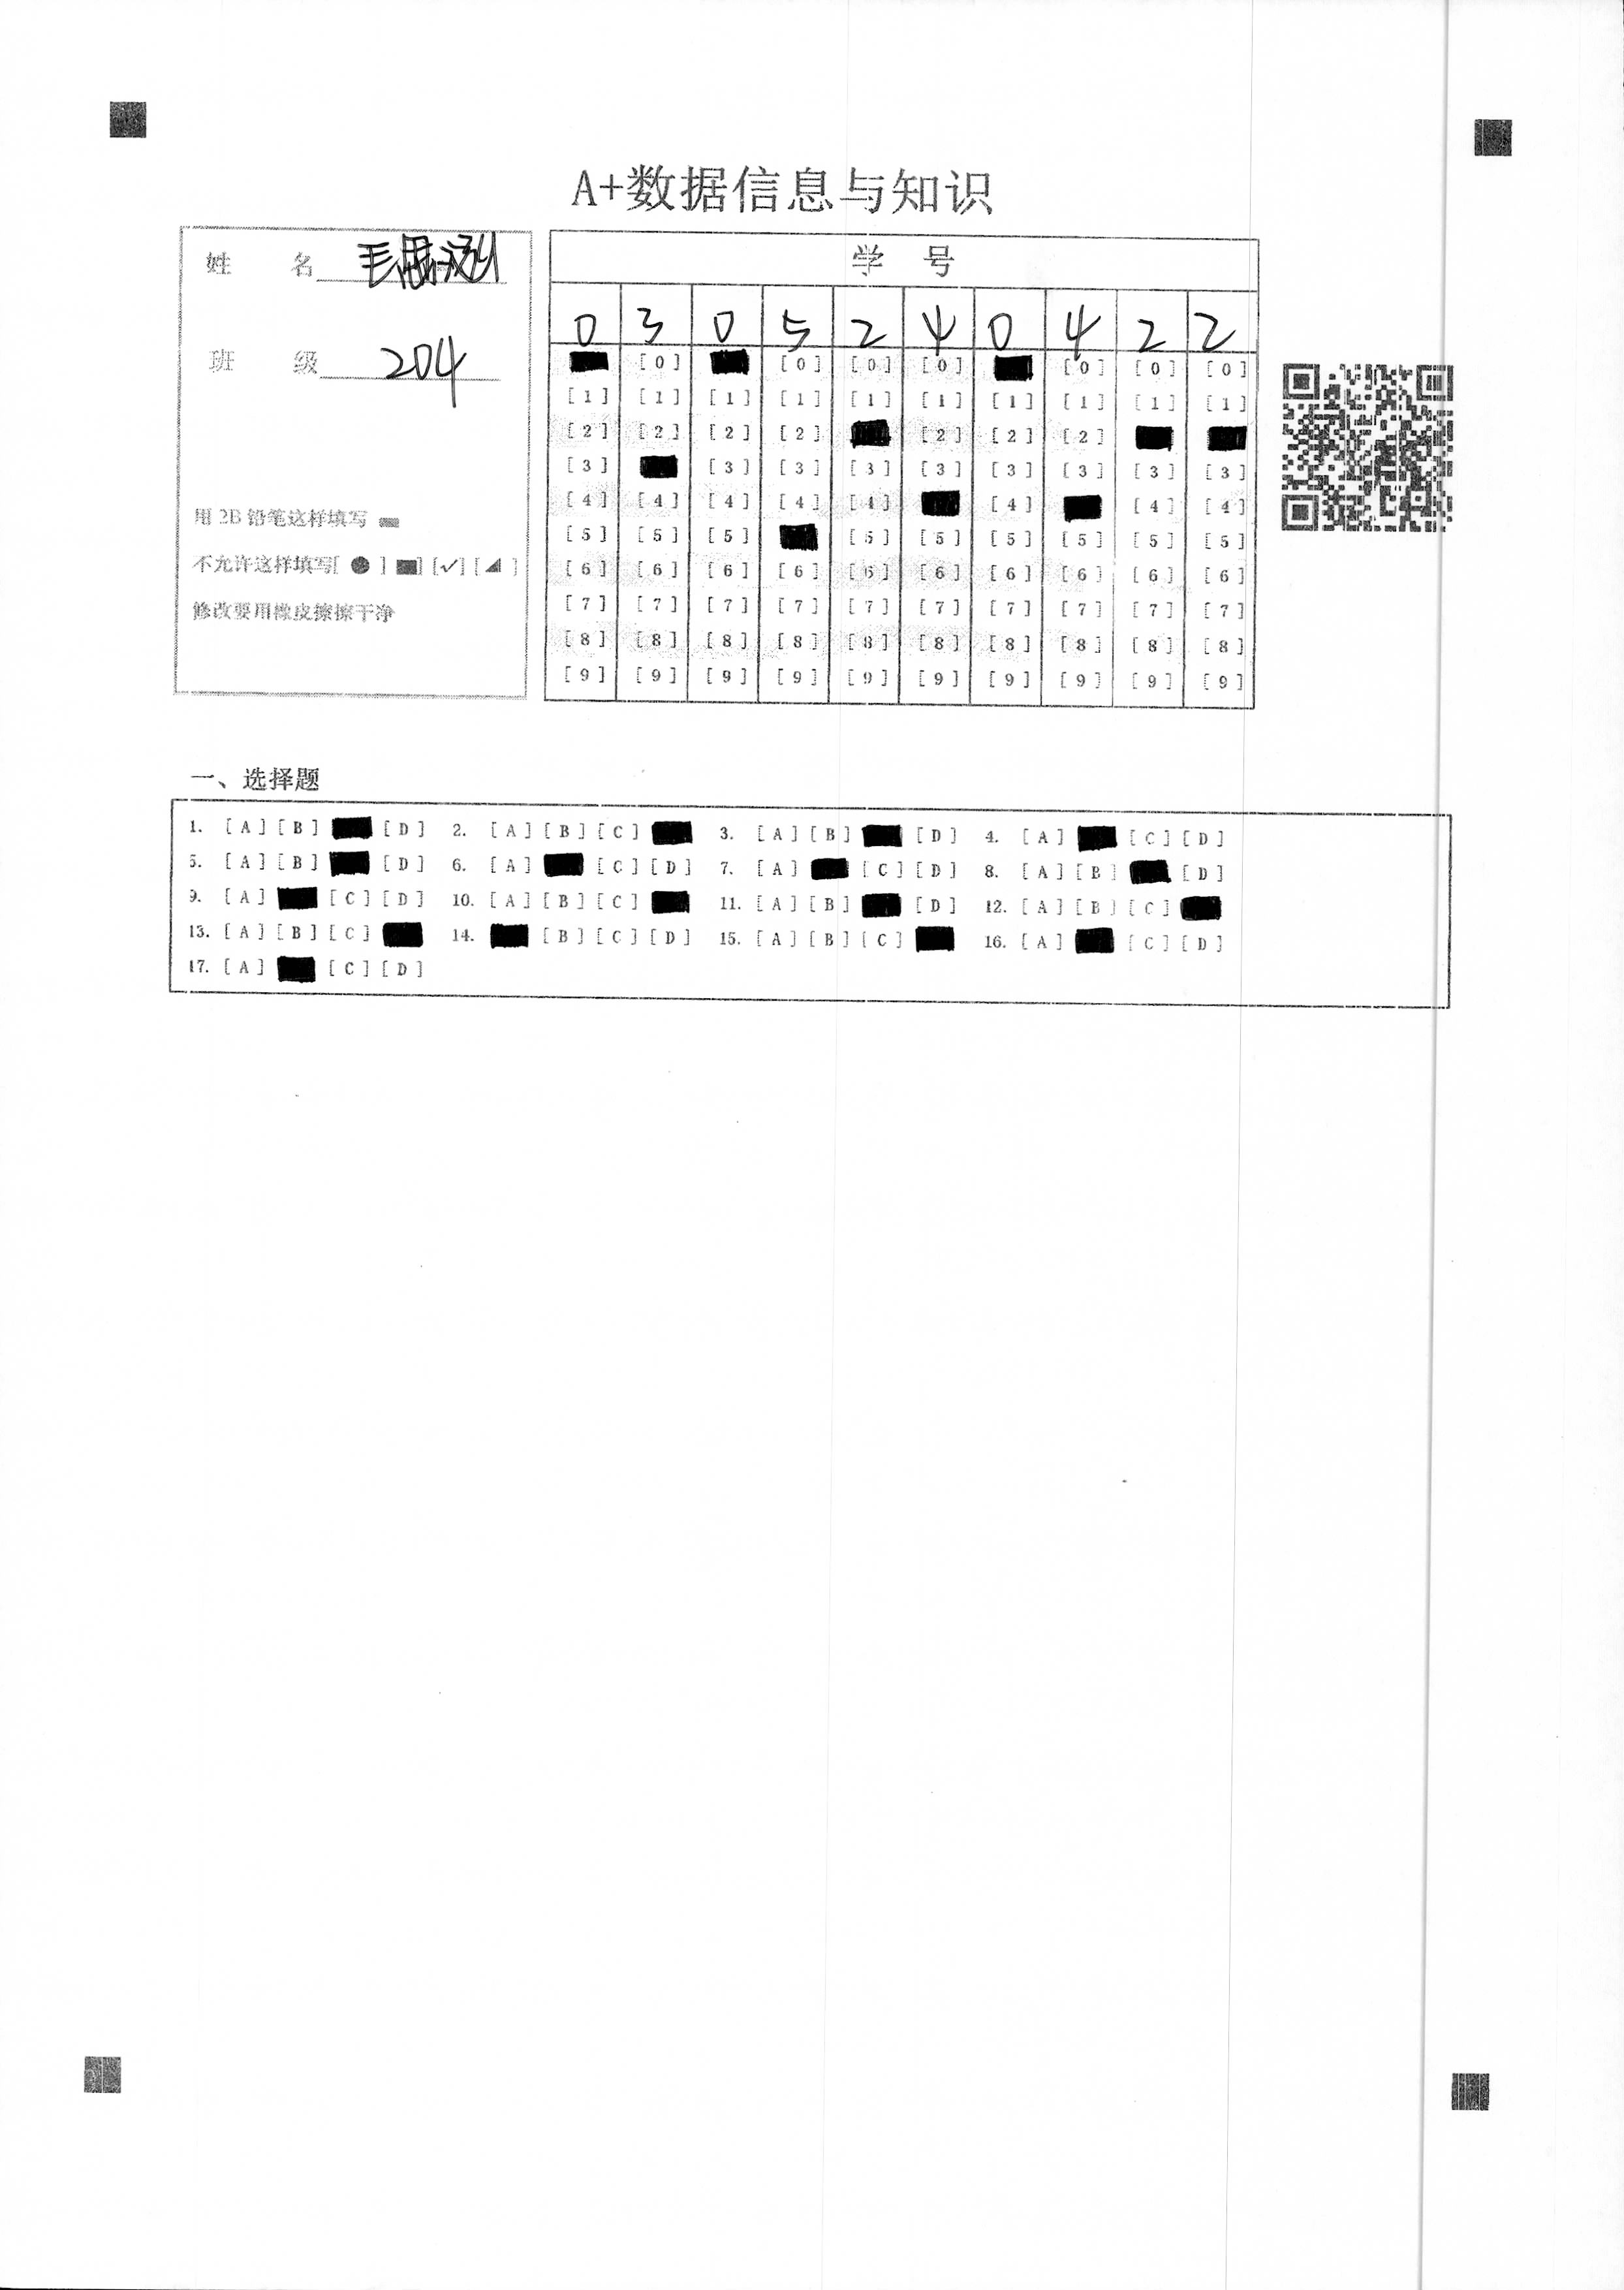 A+数据信息与知识
姓 名 毛
班 级 204
用 2B 铅笔这样填写
不允许这样填写[ ● ] [✓] [ ]
修改要用橡皮擦擦干净
学 号
0 3 0 5 2 4 0 4 2 2
[0] [0] [0] [0] [0] [0] [0]
[1] [1] [1] [1] [1] [1] [1] [1] [1] [1]
[2] [2] [2] [2] [2] [2] [2]
[3] [3] [3] [3] [3] [3] [3] [3] [3]
[4] [4] [4] [4] [4] [4] [4] [4]
[5] [5] [5] [5] [5] [5] [5] [5] [5]
[6] [6] [6] [6] [6] [6] [6] [6] [6] [6]
[7] [7] [7] [7] [7] [7] [7] [7] [7] [7]
[8] [8] [8] [8] [8] [8] [8] [8] [8] [8]
[9] [9] [9] [9] [9] [9] [9] [9] [9] [9]
一、选择题
1. [A] [B] [D] 2. [A] [B] [C] 3. [A] [B] [D] 4. [A] [C] [D]
5. [A] [B] [D] 6. [A] [C] [D] 7. [A] [C] [D] 8. [A] [B] [D]
9. [A] [C] [D] 10. [A] [B] [C] 11. [A] [B] [D] 12. [A] [B] [C]
13. [A] [B] [C] 14. [B] [C] [D] 15. [A] [B] [C] 16. [A] [C] [D]
17. [A] [C] [D]